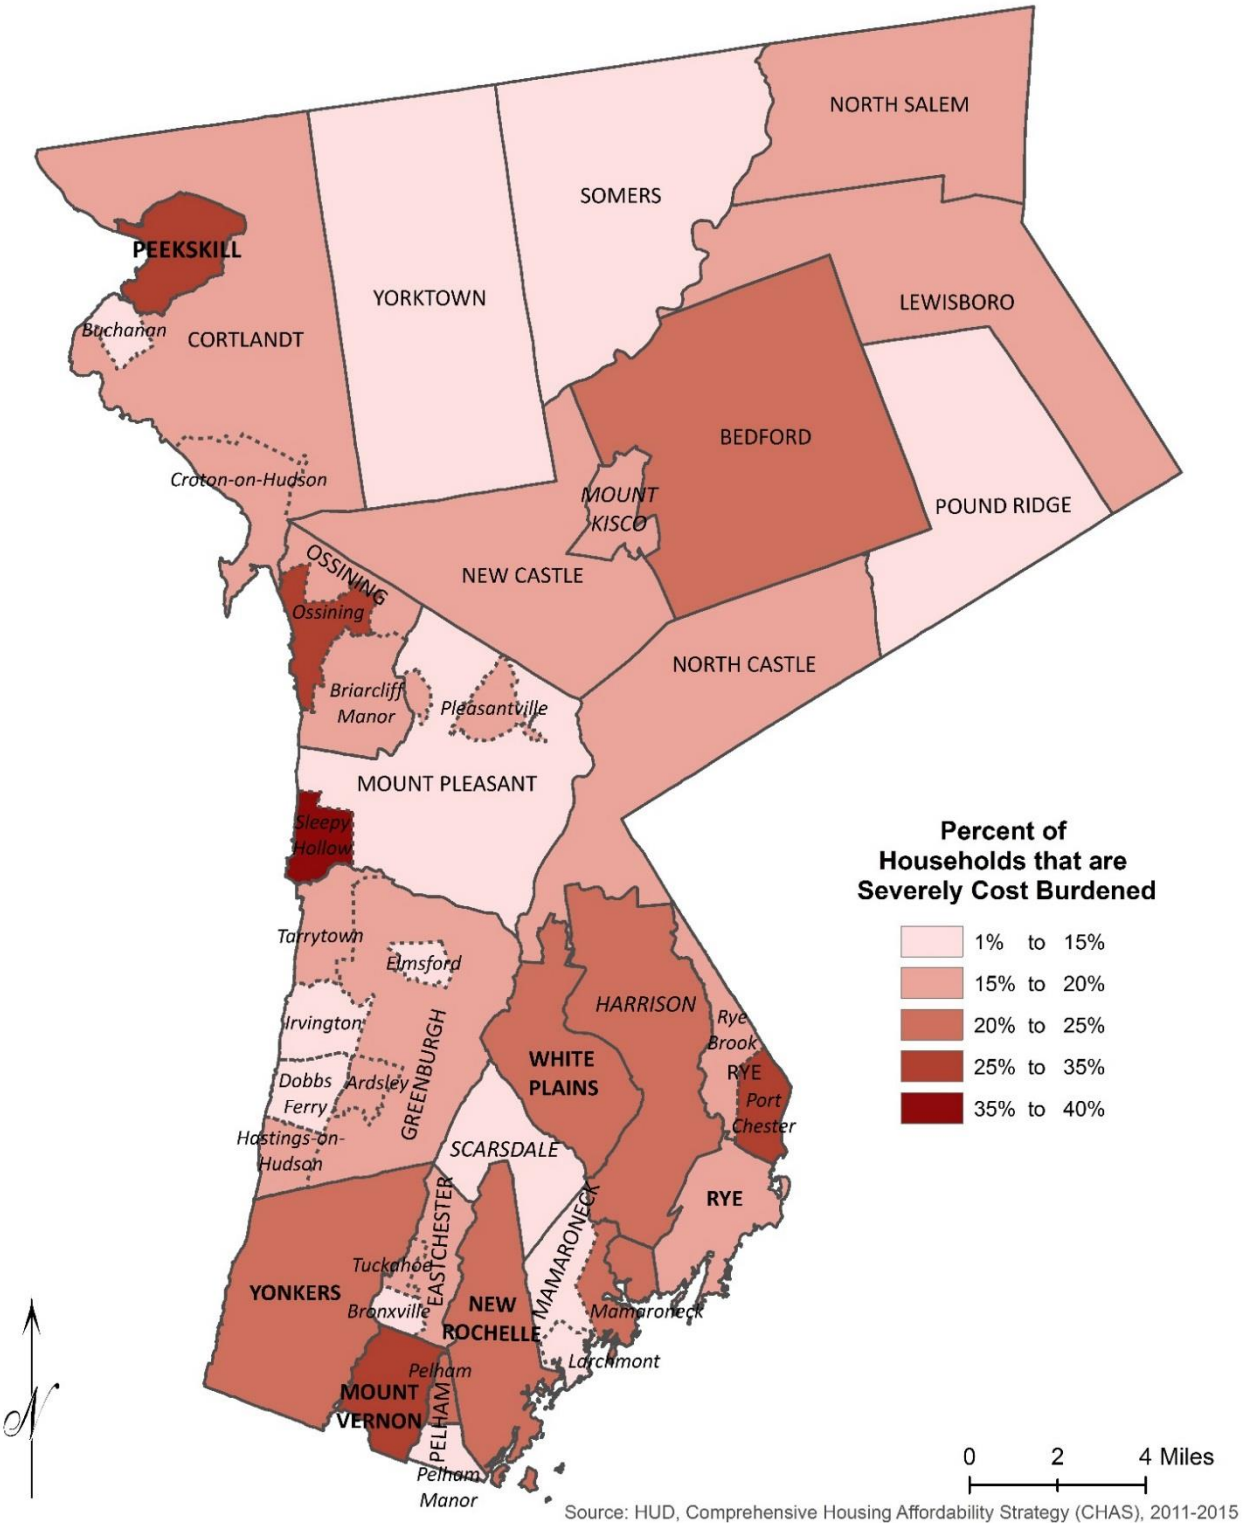 NORTH SALEM
SOMERS
PEEKSKILL
YORKTOWN
LEWISBORO
Buchanan
CORTLANDT
BEDFORD
Croton-on-Hudson
MOUNT
KISCO
POUND RIDGE
OSSINING
NEW CASTLE
Ossining
NORTH CASTLE
Briarcliff
Manor
Pleasantville
MOUNT PLEASANT
Sleepy
Hollow
Percent of
Households that are
Severely Cost Burdened
1% to 15%
15% to 20%
20% to 25%
25% to 35%
35% to 40%
Tarrytown
Elmsford
HARRISON
Irvington
Rye
Brook
WHITE
PLAINS
RYE
Dobbs
Ferry
Ardsley
GREENBURGH
Port
Chester
Hastings-on-
Hudson
SCARSDALE
RYE
EASTCHESTER
MAMARONECK
Tuckahoe
YONKERS
Bronxville
NEW
ROCHELLE
Mamaroneck
Larchmont
Pelham
MOUNT
VERNON
PELHAM
Pelham
Manor
N
0 2 4 Miles
Source: HUD, Comprehensive Housing Affordability Strategy (CHAS), 2011-2015